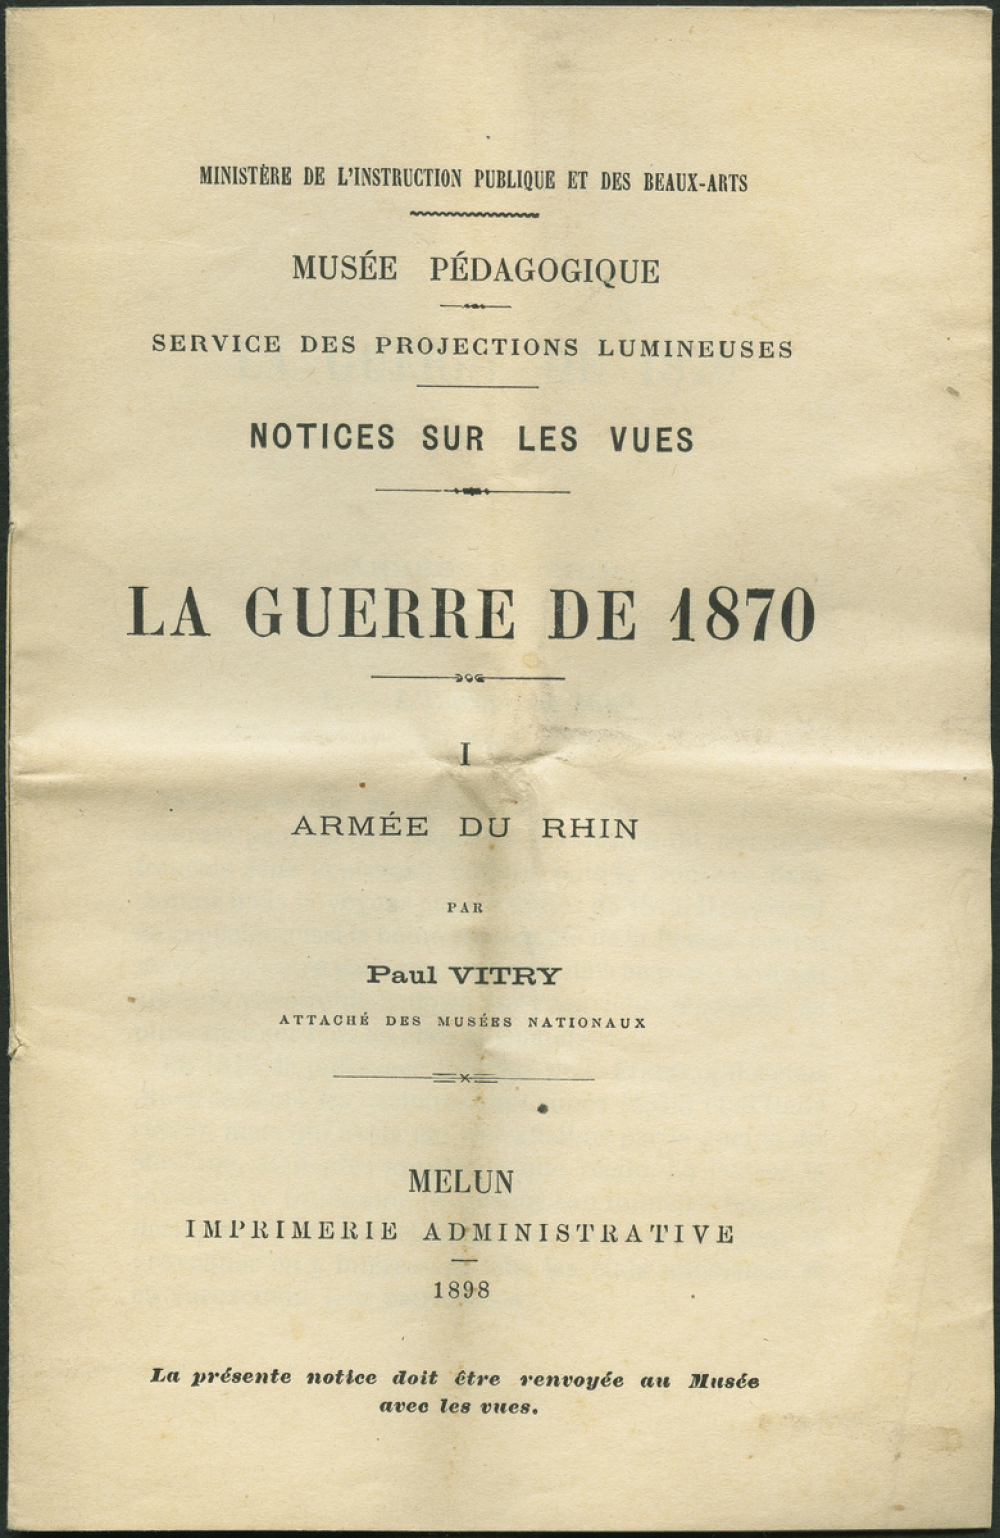 MINISTÈRE DE L'INSTRUCTION PUBLIQUE ET DES BEAUX-ARTS
MUSÉE PÉDAGOGIQUE
SERVICE DES PROJECTIONS LUMINEUSES
NOTICES SUR LES VUES
LA GUERRE DE 1870
I
ARMÉE DU RHIN
PAR
Paul VITRY
ATTACHÉ DES MUSÉES NATIONAUX
MELUN
IMPRIMERIE ADMINISTRATIVE
1898
La présente notice doit être renvoyée au Musée
avec les vues.